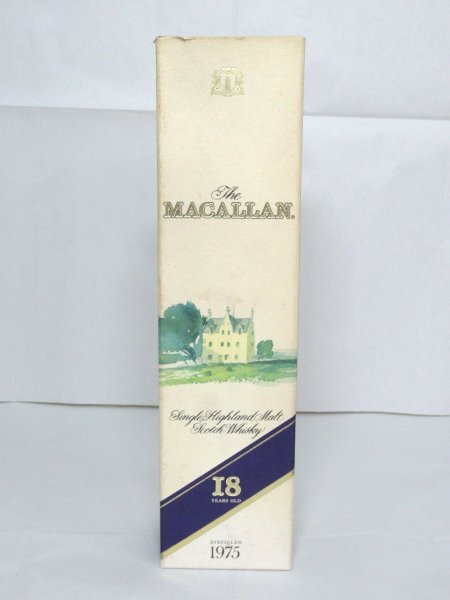 The
MACALLAN®
Single Highland Malt
Scotch Whisky
18
YEARS OLD
DISTILLED
1975